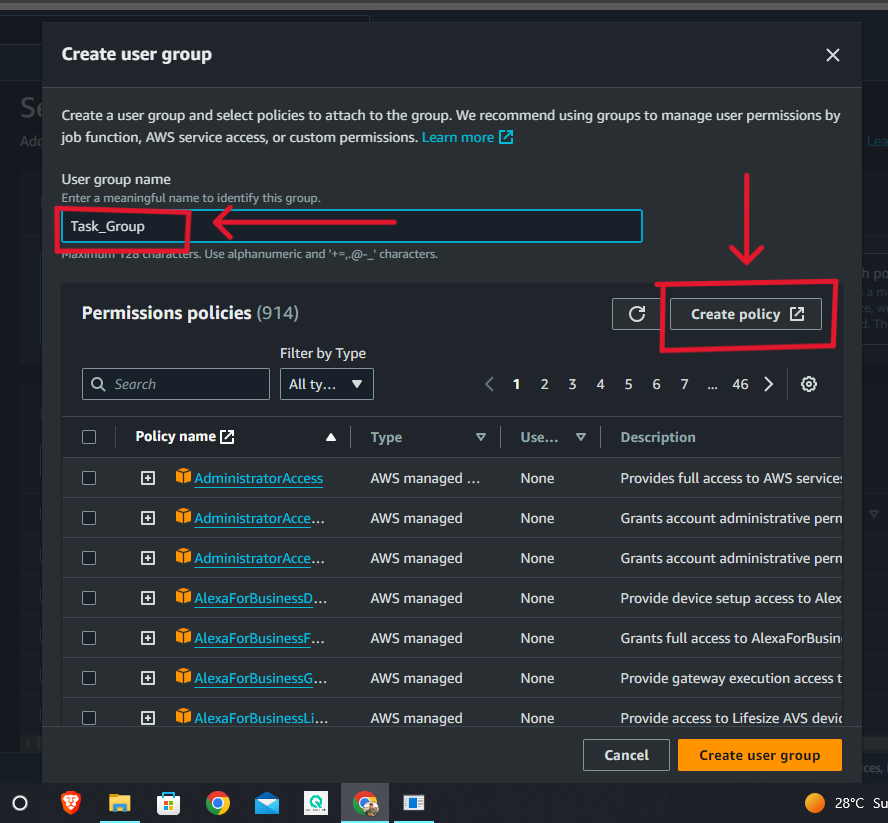 Create user group
Create a user group and select policies to attach to the group. We recommend using groups to manage user permissions by
job function, AWS service access, or custom permissions. Learn more
User group name
Enter a meaningful name to identify this group.
Task_Group
Maximum 128 characters. Use alphanumeric and '+=,.@-_' characters.
Permissions policies (914)
Create policy
Filter by Type
Search
All ty...
1 2 3 4 5 6 7 ... 46
Policy name Type Use... Description
AdministratorAccess AWS managed ... None Provides full access to AWS services
AdministratorAcce... AWS managed None Grants account administrative perm
AdministratorAcce... AWS managed None Grants account administrative perm
AlexaForBusinessD... AWS managed None Provide device setup access to Alex
AlexaForBusinessF... AWS managed None Grants full access to AlexaForBusin
AlexaForBusinessG... AWS managed None Provide gateway execution access t
AlexaForBusinessLi... AWS managed None Provide access to Lifesize AVS devic
Cancel Create user group
28°C Su